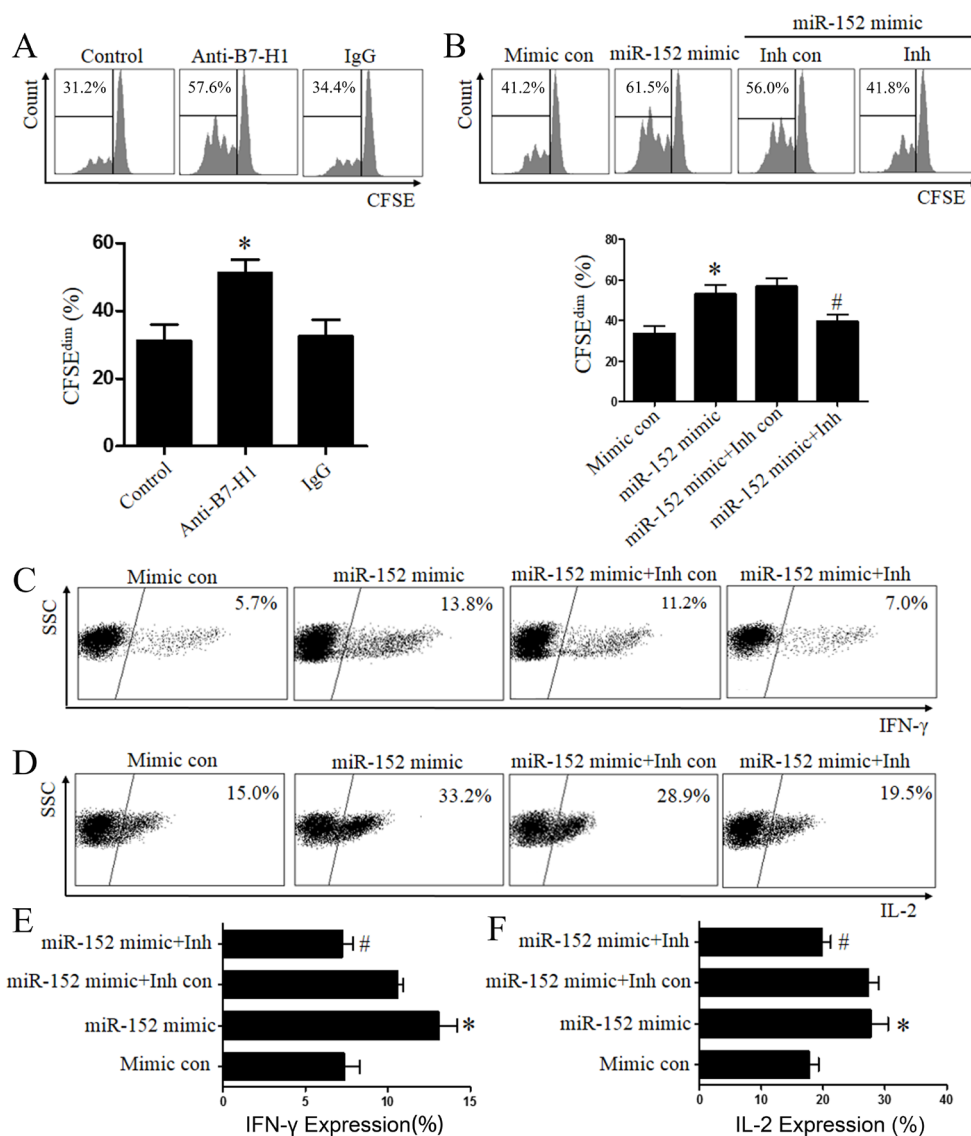 A
Control Anti-B7-H1 IgG
Count
31.2% 57.6% 34.4%
CFSE
60
40
20
0
CFSEdim (%)
Control
Anti-B7-H1
IgG
B
miR-152 mimic
Mimic con miR-152 mimic Inh con Inh
Count
41.2% 61.5% 56.0% 41.8%
CFSE
80
60
40
20
0
CFSEdim (%)
*
*
#
Mimic con
miR-152 mimic
miR-152 mimic+Inh con
miR-152 mimic+Inh
C
Mimic con miR-152 mimic miR-152 mimic+Inh con miR-152 mimic+Inh
SSC
5.7% 13.8% 11.2% 7.0%
IFN-γ
D
Mimic con miR-152 mimic miR-152 mimic+Inh con miR-152 mimic+Inh
SSC
15.0% 33.2% 28.9% 19.5%
IL-2
E
miR-152 mimic+Inh #
miR-152 mimic+Inh con
miR-152 mimic *
Mimic con
0 5 10 15
IFN-γ Expression(%)
F
miR-152 mimic+Inh #
miR-152 mimic+Inh con
miR-152 mimic *
Mimic con
0 10 20 30 40
IL-2 Expression (%)